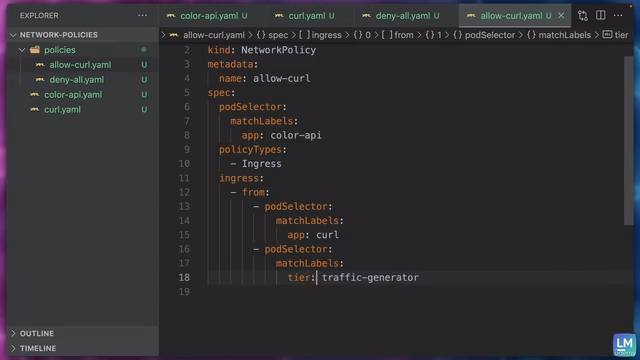 EXPLORER
NETWORK-POLICIES
policies
allow-curl.yaml U
deny-all.yaml U
color-api.yaml U
curl.yaml U
OUTLINE
TIMELINE
color-api.yaml U
curl.yaml U
deny-all.yaml U
allow-curl.yaml U
policies > allow-curl.yaml > {} spec > [ ] ingress > {} 0 > [ ] from > {} 1 > {} podSelector > {} matchLabels > tier
2 kind: NetworkPolicy
3 metadata:
4 name: allow-curl
5 spec:
6 podSelector:
7 matchLabels:
8 app: color-api
9 policyTypes:
10 - Ingress
11 ingress:
12 - from:
13 - podSelector:
14 matchLabels:
15 app: curl
16 - podSelector:
17 matchLabels:
18 tier: traffic-generator
19
LM